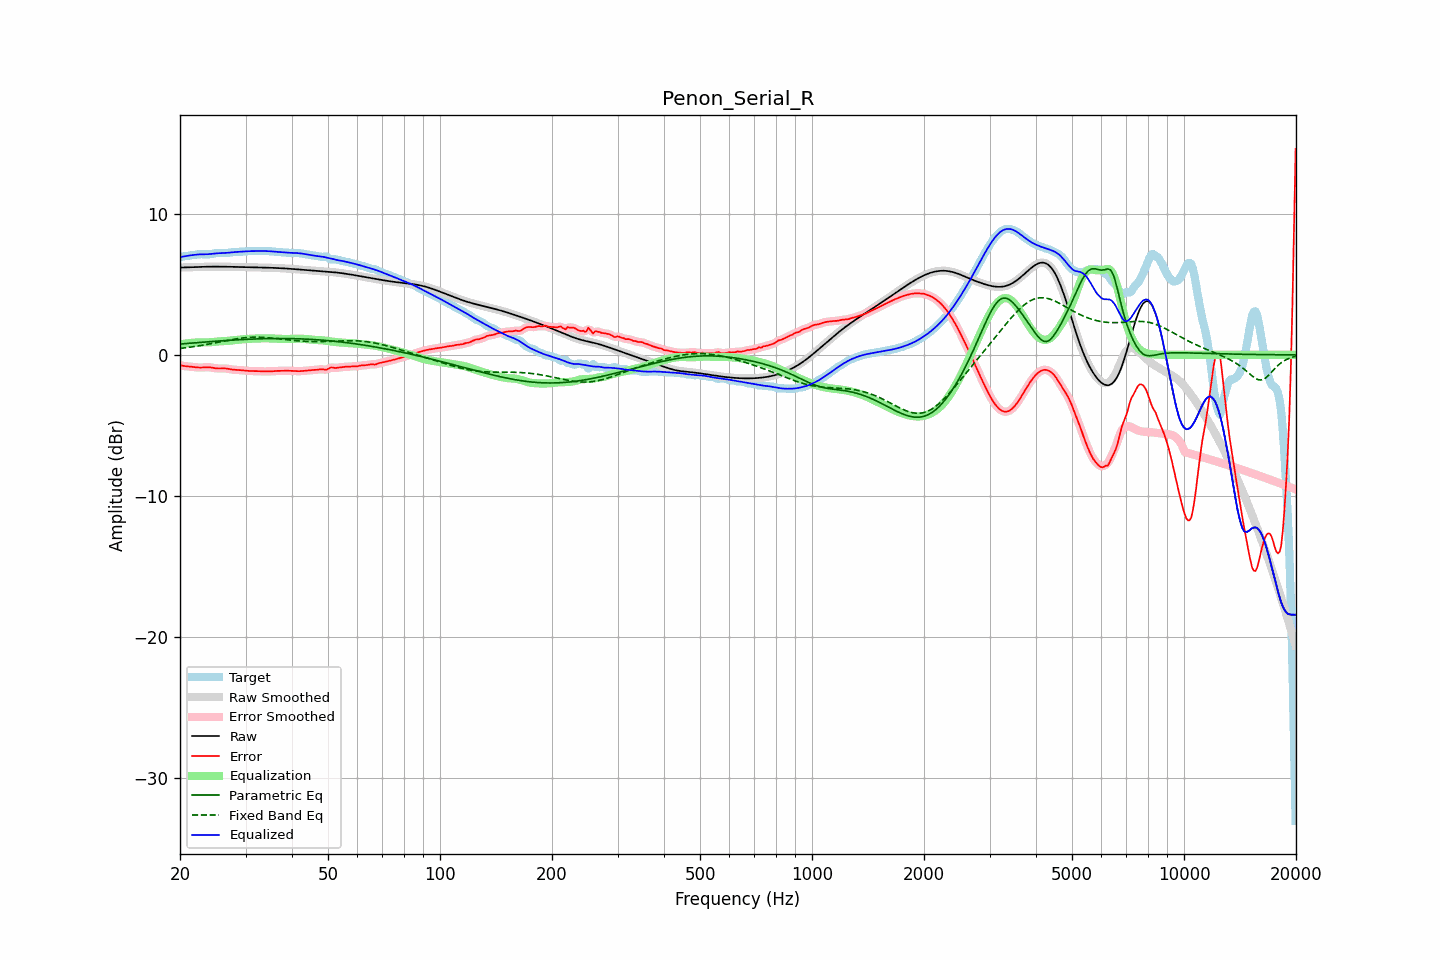 Penon_Serial_R
10
0
−10
−20
−30
Amplitude (dBr)
Target
Raw Smoothed
Error Smoothed
Raw
Error
Equalization
Parametric Eq
Fixed Band Eq
Equalized
20 50 100 200 500 1000 2000 5000 10000 20000
Frequency (Hz)